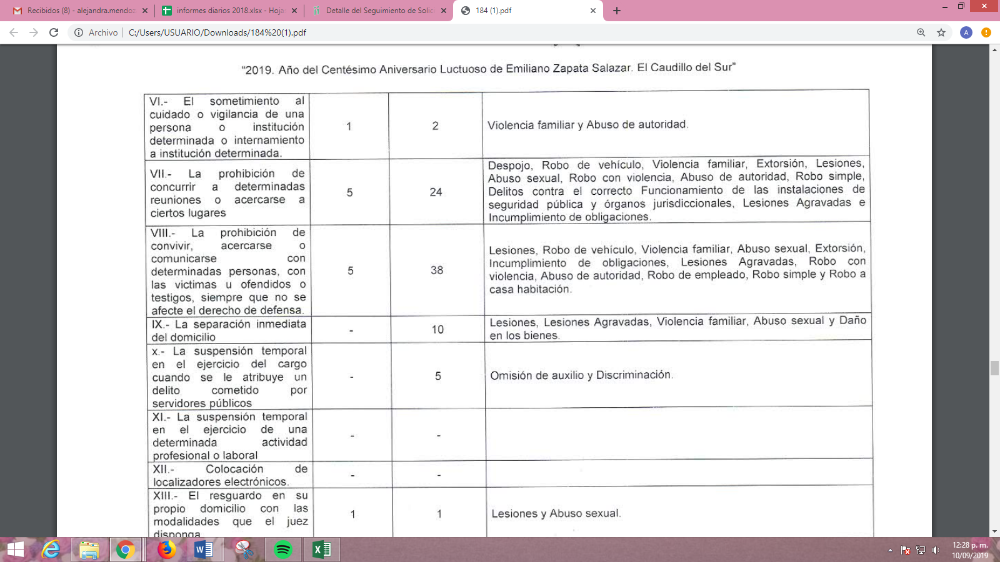 Recibidos (8) - alejandra.mendoz
informes diarios 2018.xlsx - Hoja
Detalle del Seguimiento de Solic
184 (1).pdf
Archivo
C:/Users/USUARIO/Downloads/184%20(1).pdf
A
“2019. Año del Centésimo Aniversario Luctuoso de Emiliano Zapata Salazar. El Caudillo del Sur”
VI.- El sometimiento al
cuidado o vigilancia de una
persona o institución
determinada o internamiento
a institución determinada.
1
2
Violencia familiar y Abuso de autoridad.
VII.- La prohibición de
concurrir a determinadas
reuniones o acercarse a
ciertos lugares
5
24
Despojo, Robo de vehículo, Violencia familiar, Extorsión, Lesiones,
Abuso sexual, Robo con violencia, Abuso de autoridad, Robo simple,
Delitos contra el correcto Funcionamiento de las instalaciones de
seguridad pública y órganos jurisdiccionales, Lesiones Agravadas e
Incumplimiento de obligaciones.
VIII.- La prohibición de
convivir, acercarse o
comunicarse con
determinadas personas, con
las victimas u ofendidos o
testigos, siempre que no se
afecte el derecho de defensa.
5
38
Lesiones, Robo de vehículo, Violencia familiar, Abuso sexual, Extorsión,
Incumplimiento de obligaciones, Lesiones Agravadas, Robo con
violencia, Abuso de autoridad, Robo de empleado, Robo simple y Robo a
casa habitación.
IX.- La separación inmediata
del domicilio
-
10
Lesiones, Lesiones Agravadas, Violencia familiar, Abuso sexual y Daño
en los bienes.
x.- La suspensión temporal
en el ejercicio del cargo
cuando se le atribuye un
delito cometido por
servidores públicos
-
5
Omisión de auxilio y Discriminación.
XI.- La suspensión temporal
en el ejercicio de una
determinada actividad
profesional o laboral
-
-
XII.- Colocación de
localizadores electrónicos.
-
-
XIII.- El resguardo en su
propio domicilio con las
modalidades que el juez
disponga
1
1
Lesiones y Abuso sexual.
12:28 p. m.
10/09/2019